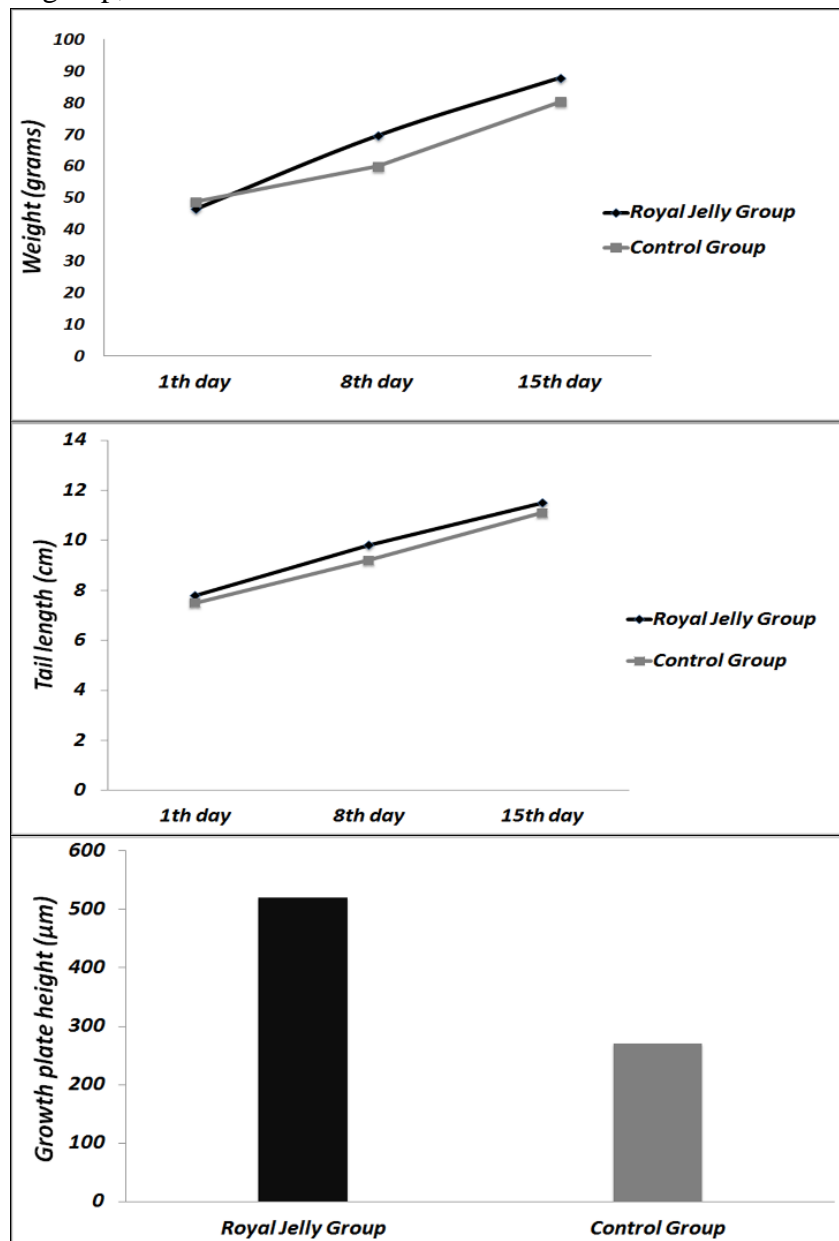 Weight (grams)
100
90
80
70
60
50
40
30
20
10
0
1th day 8th day 15th day
Royal Jelly Group
Control Group
Tail length (cm)
14
12
10
8
6
4
2
0
1th day 8th day 15th day
Royal Jelly Group
Control Group
Growth plate height (µm)
600
500
400
300
200
100
0
Royal Jelly Group Control Group